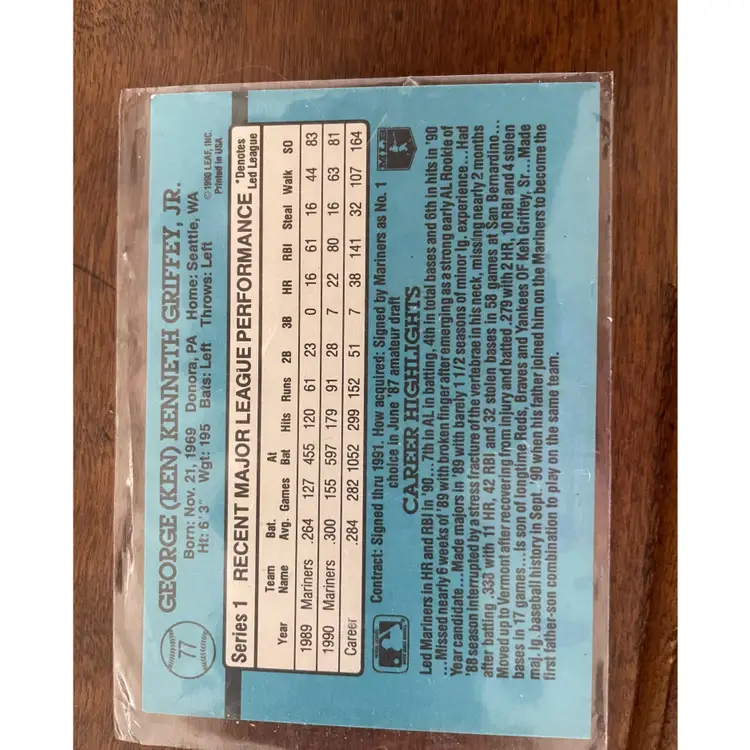 77
GEORGE (KEN) KENNETH GRIFFEY, JR.
Born: Nov. 21, 1969 Donora, PA Home: Seattle, WA
Ht: 6'3" Wgt: 195 Bats: Left Throws: Left
© 1990 LEAF, INC.
Printed in USA
Series 1 RECENT MAJOR LEAGUE PERFORMANCE *Denotes Led League
Year Team Name Bat. Avg. Games At Bat Hits Runs 2B 3B HR RBI Steal Walk SO
1989 Mariners .264 127 455 120 61 23 0 16 61 16 44 83
1990 Mariners .300 155 597 179 91 28 7 22 80 16 63 81
Career .284 282 1052 299 152 51 7 38 141 32 107 164
Contract: Signed thru 1991. How acquired: Signed by Mariners as No. 1
choice in June '87 amateur draft
CAREER HIGHLIGHTS
MLB
Led Mariners in HR and RBI in '90...7th in AL in batting, 4th in total bases and 6th in hits in '90
...Missed nearly 6 weeks of '89 with broken finger after emerging as a strong early AL Rookie of
Year candidate...Made majors in '89 with barely 1 1/2 seasons of minor lg. experience...Had
'88 season interrupted by a stress fracture of the vertebrae in his neck, missing nearly 2 months
after batting .338 with 11 HR, 42 RBI and 32 stolen bases in 58 games at San Bernardino...
Moved up to Vermont after recovering from injury and batted .279 with 2 HR, 10 RBI and 4 stolen
bases in 17 games...Is son of longtime Reds, Braves and Yankees OF Ken Griffey, Sr...Made
maj. lg. baseball history in Sept. '90 when his father joined him on the Mariners to become the
first father-son combination to play on the same team.